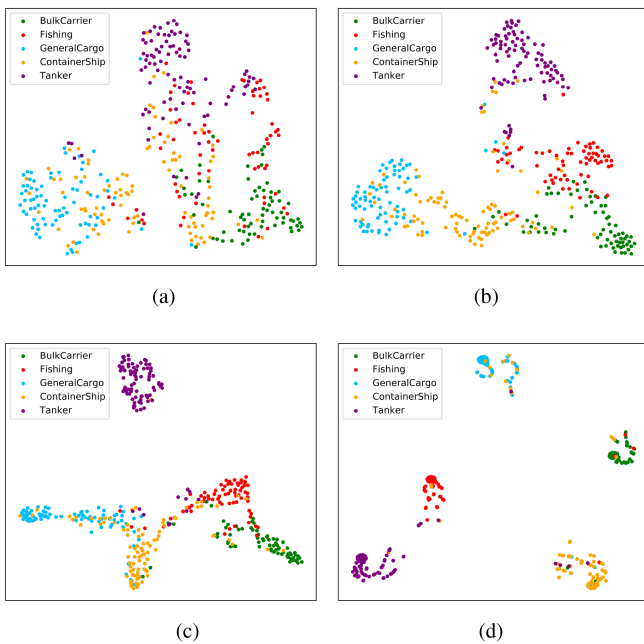 BulkCarrier
Fishing
GeneralCargo
ContainerShip
Tanker
(a)
BulkCarrier
Fishing
GeneralCargo
ContainerShip
Tanker
(b)
BulkCarrier
Fishing
GeneralCargo
ContainerShip
Tanker
(c)
BulkCarrier
Fishing
GeneralCargo
ContainerShip
Tanker
(d)